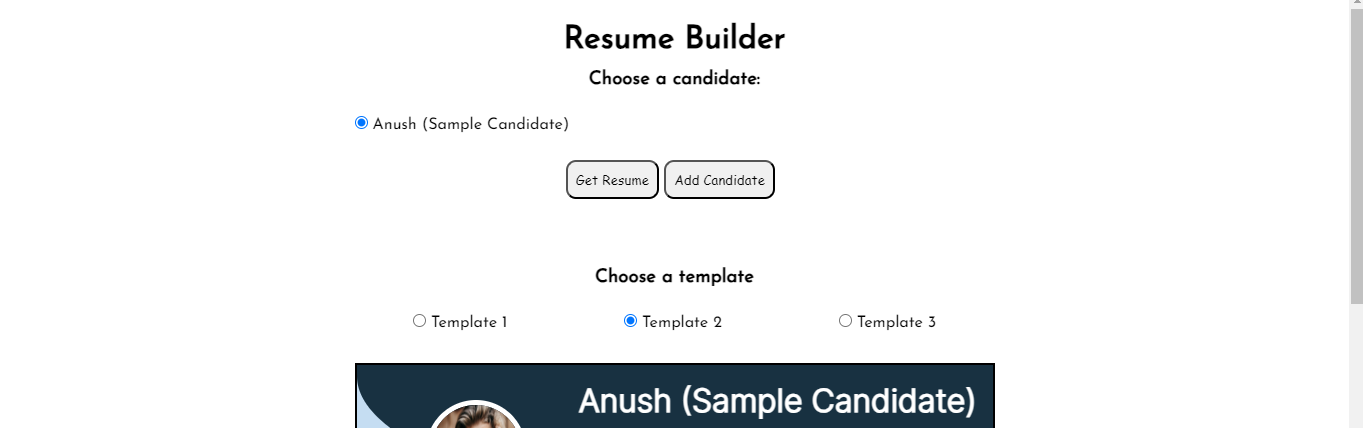 Resume Builder
Choose a candidate:
Anush (Sample Candidate)
Get Resume Add Candidate
Choose a template
Template 1 Template 2 Template 3
Anush (Sample Candidate)